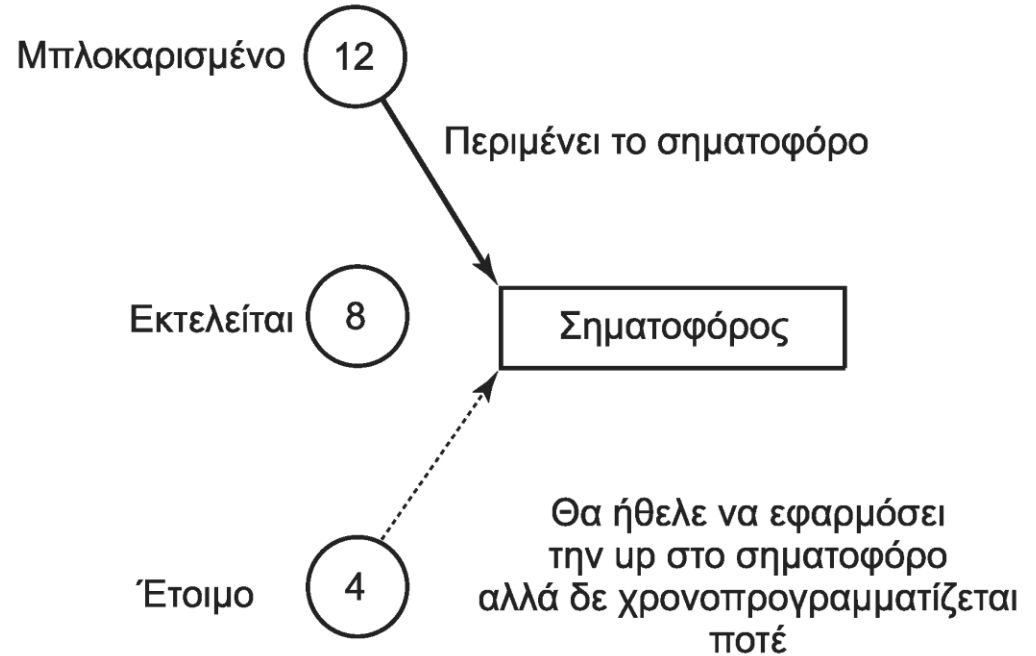 Μπλοκαρισμένο
12
Περιμένει το σηματοφόρο
Εκτελείται
8
Σηματοφόρος
Έτοιμο
4
Θα ήθελε να εφαρμόσει
την up στο σηματοφόρο
αλλά δε χρονοπρογραμματίζεται
ποτέ